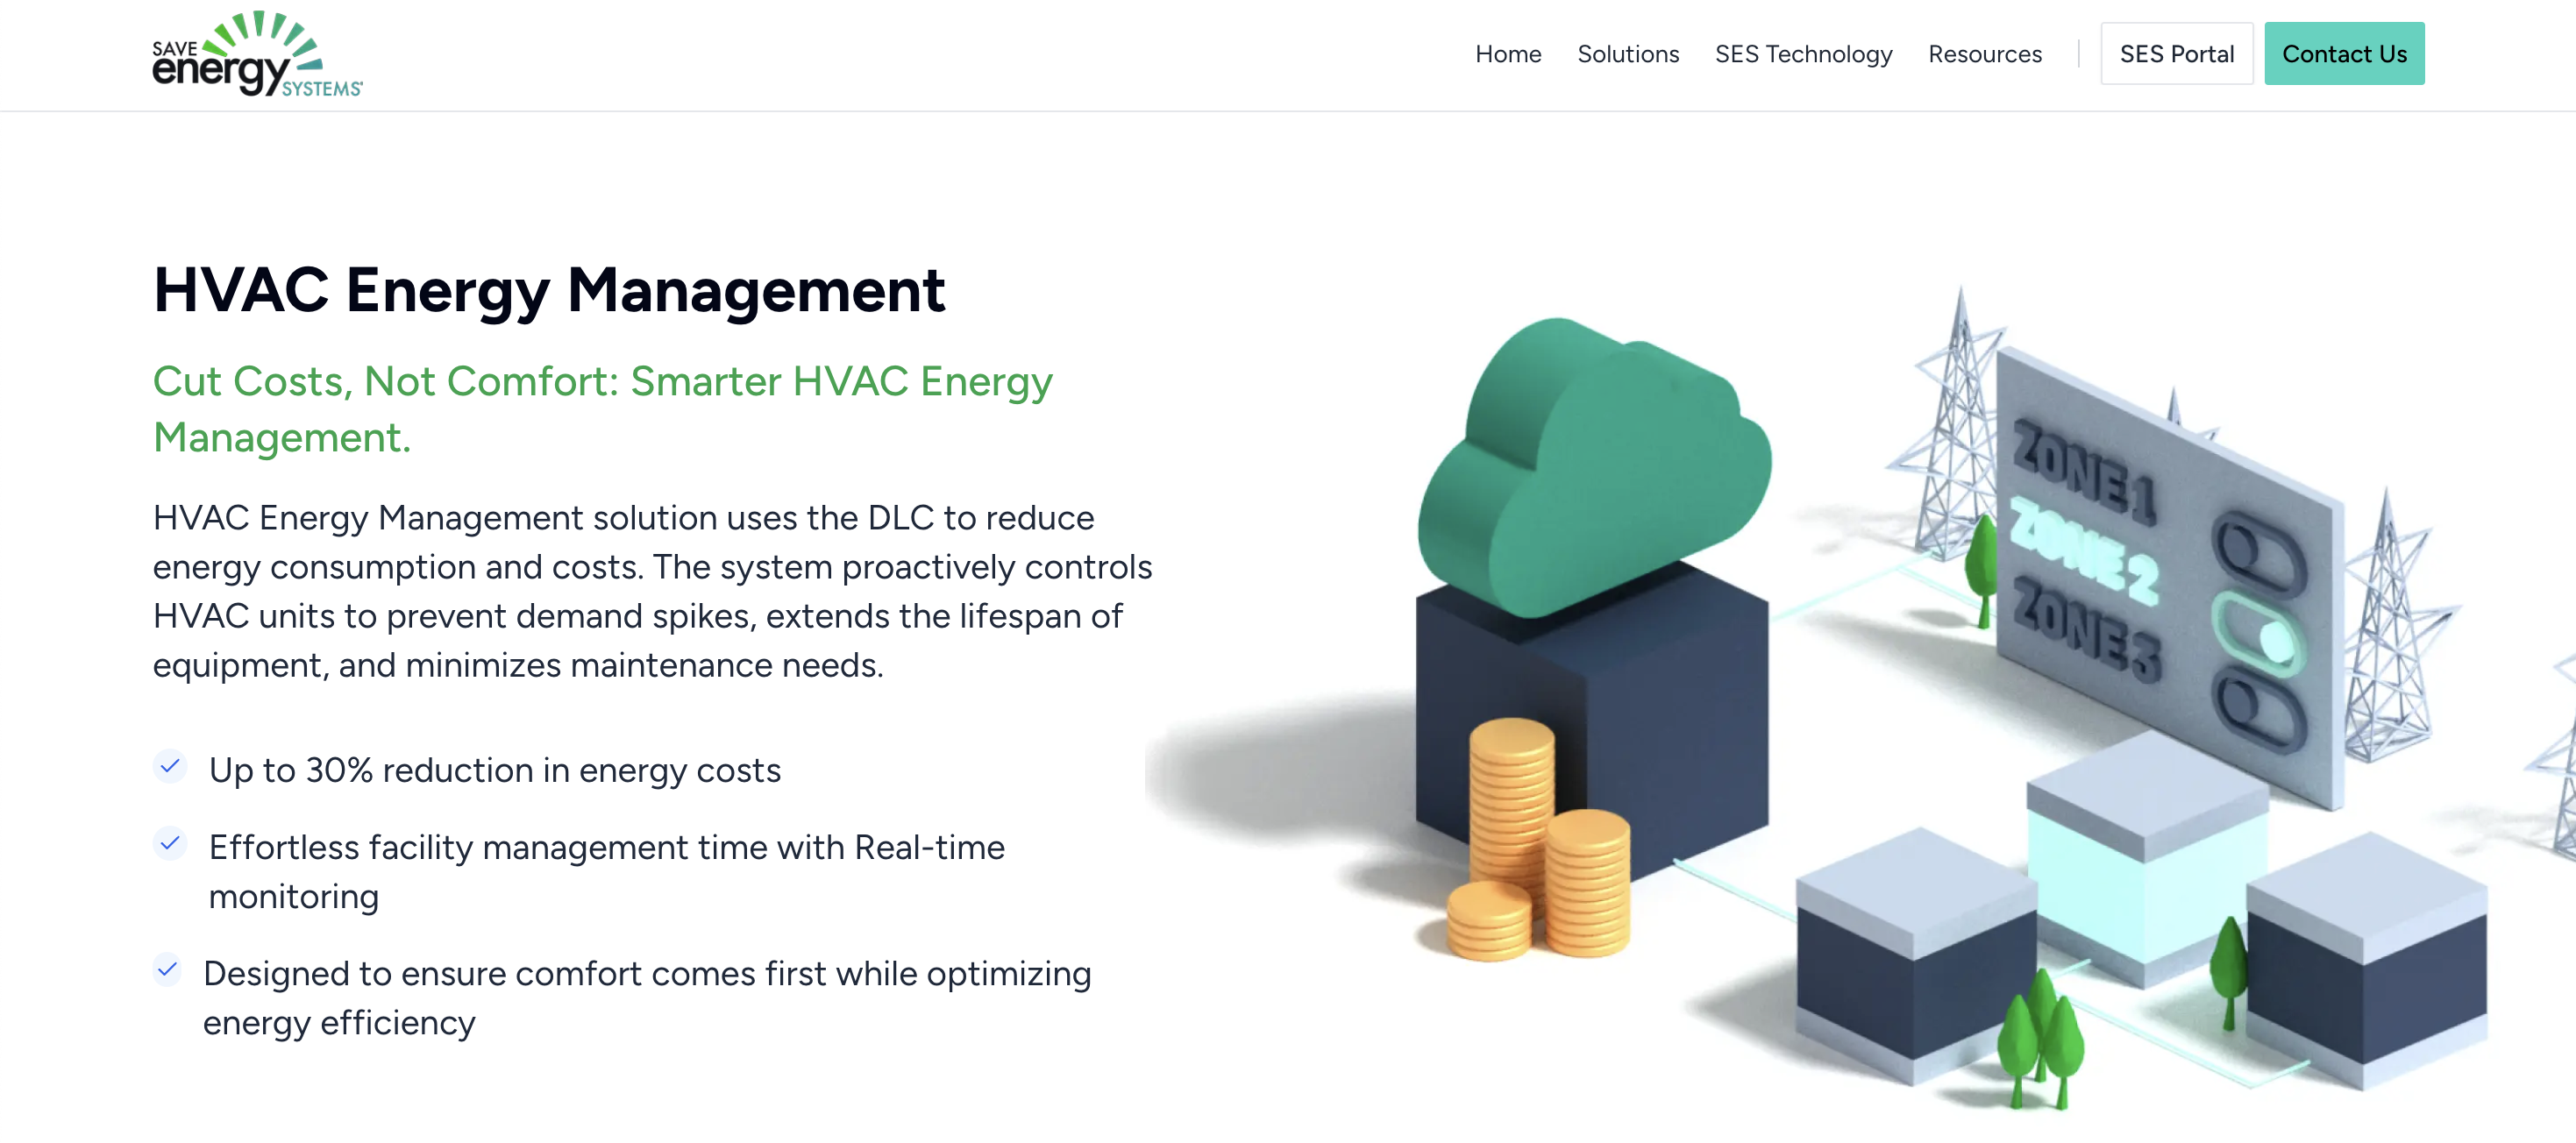 SAVE
energy
SYSTEMS
Home
Solutions
SES Technology
Resources
SES Portal
Contact Us
HVAC Energy Management
Cut Costs, Not Comfort: Smarter HVAC Energy
Management.
HVAC Energy Management solution uses the DLC to reduce
energy consumption and costs. The system proactively controls
HVAC units to prevent demand spikes, extends the lifespan of
equipment, and minimizes maintenance needs.
Up to 30% reduction in energy costs
Effortless facility management time with Real-time
monitoring
Designed to ensure comfort comes first while optimizing
energy efficiency
ZONE 1
ZONE 2
ZONE 3